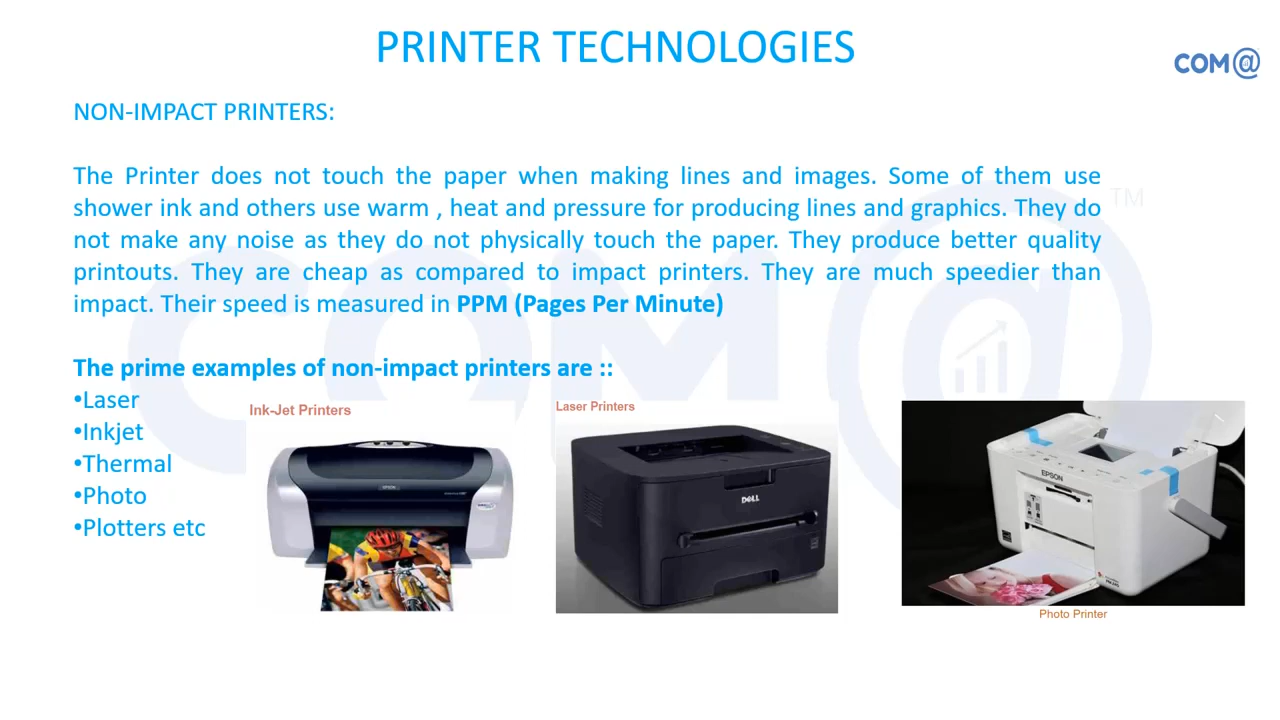 PRINTER TECHNOLOGIES
COM@
NON-IMPACT PRINTERS:
The Printer does not touch the paper when making lines and images. Some of them use
shower ink and others use warm , heat and pressure for producing lines and graphics. They do
not make any noise as they do not physically touch the paper. They produce better quality
printouts. They are cheap as compared to impact printers. They are much speedier than
impact. Their speed is measured in PPM (Pages Per Minute)
The prime examples of non-impact printers are ::
•Laser
•Inkjet
•Thermal
•Photo
•Plotters etc
Ink-Jet Printers
EPSON
Laser Printers
DELL
EPSON
Photo Printer
COM@
TM